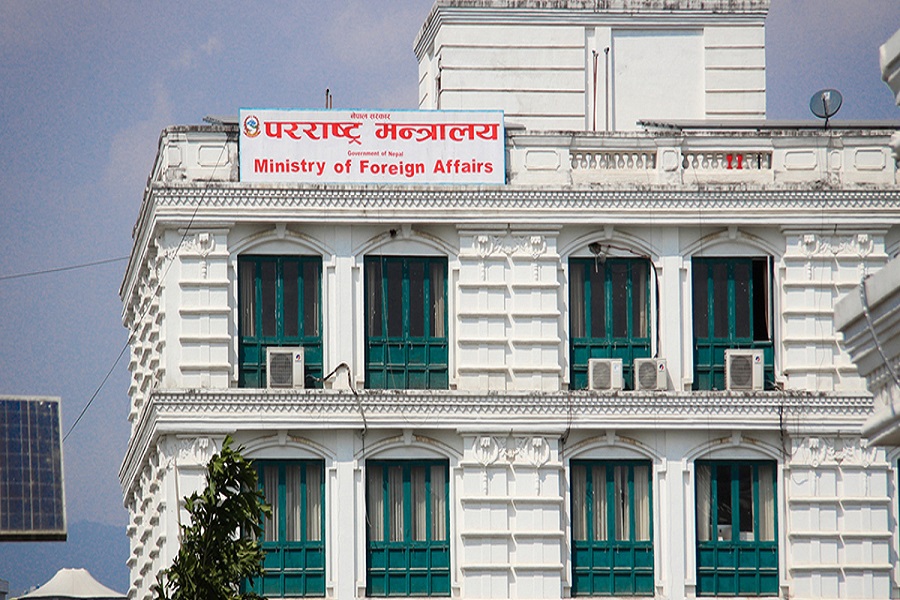 नेपाल सरकार
परराष्ट्र मन्त्रालय
Government of Nepal
Ministry of Foreign Affairs